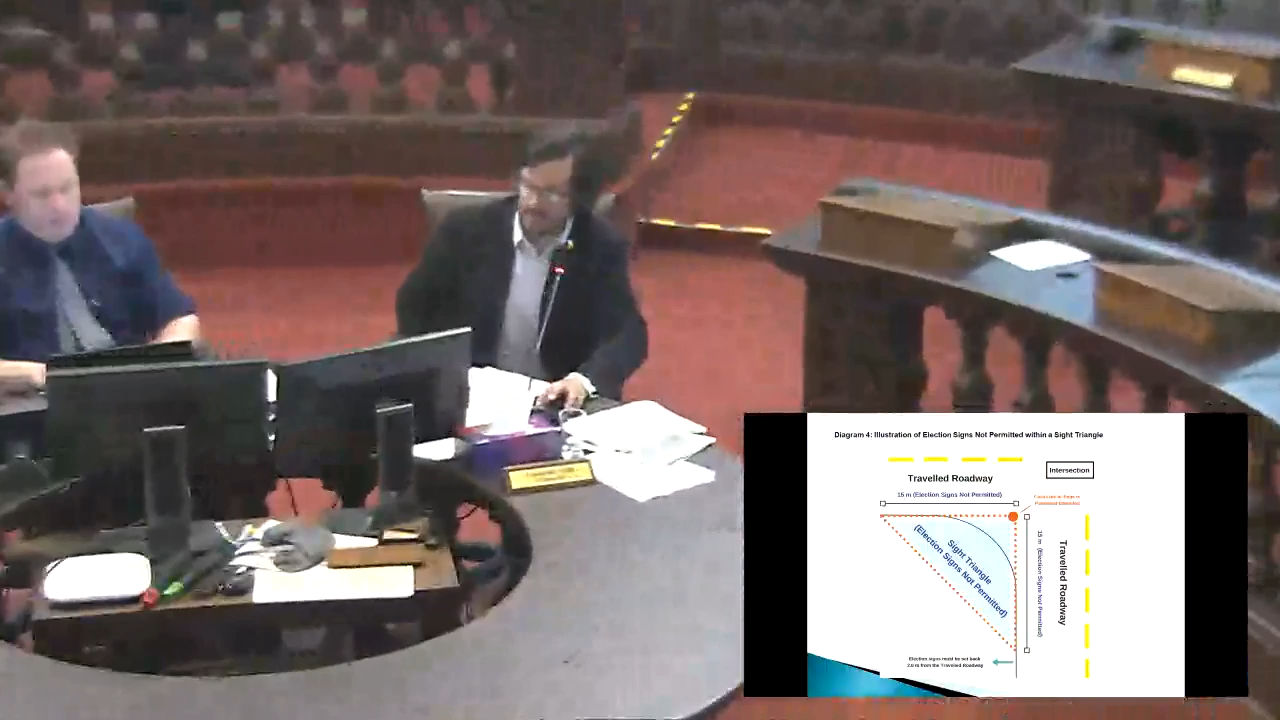 Diagram 4: Illustration of Election Signs Not Permitted within a Sight Triangle
Intersection
Travelled Roadway
15 m (Election Signs Not Permitted)
Sight Triangle
(Election Signs Not Permitted)
15 m (Election Signs Not Permitted)
Travelled Roadway
Election signs must be set back
2.0 m from the Travelled Roadway